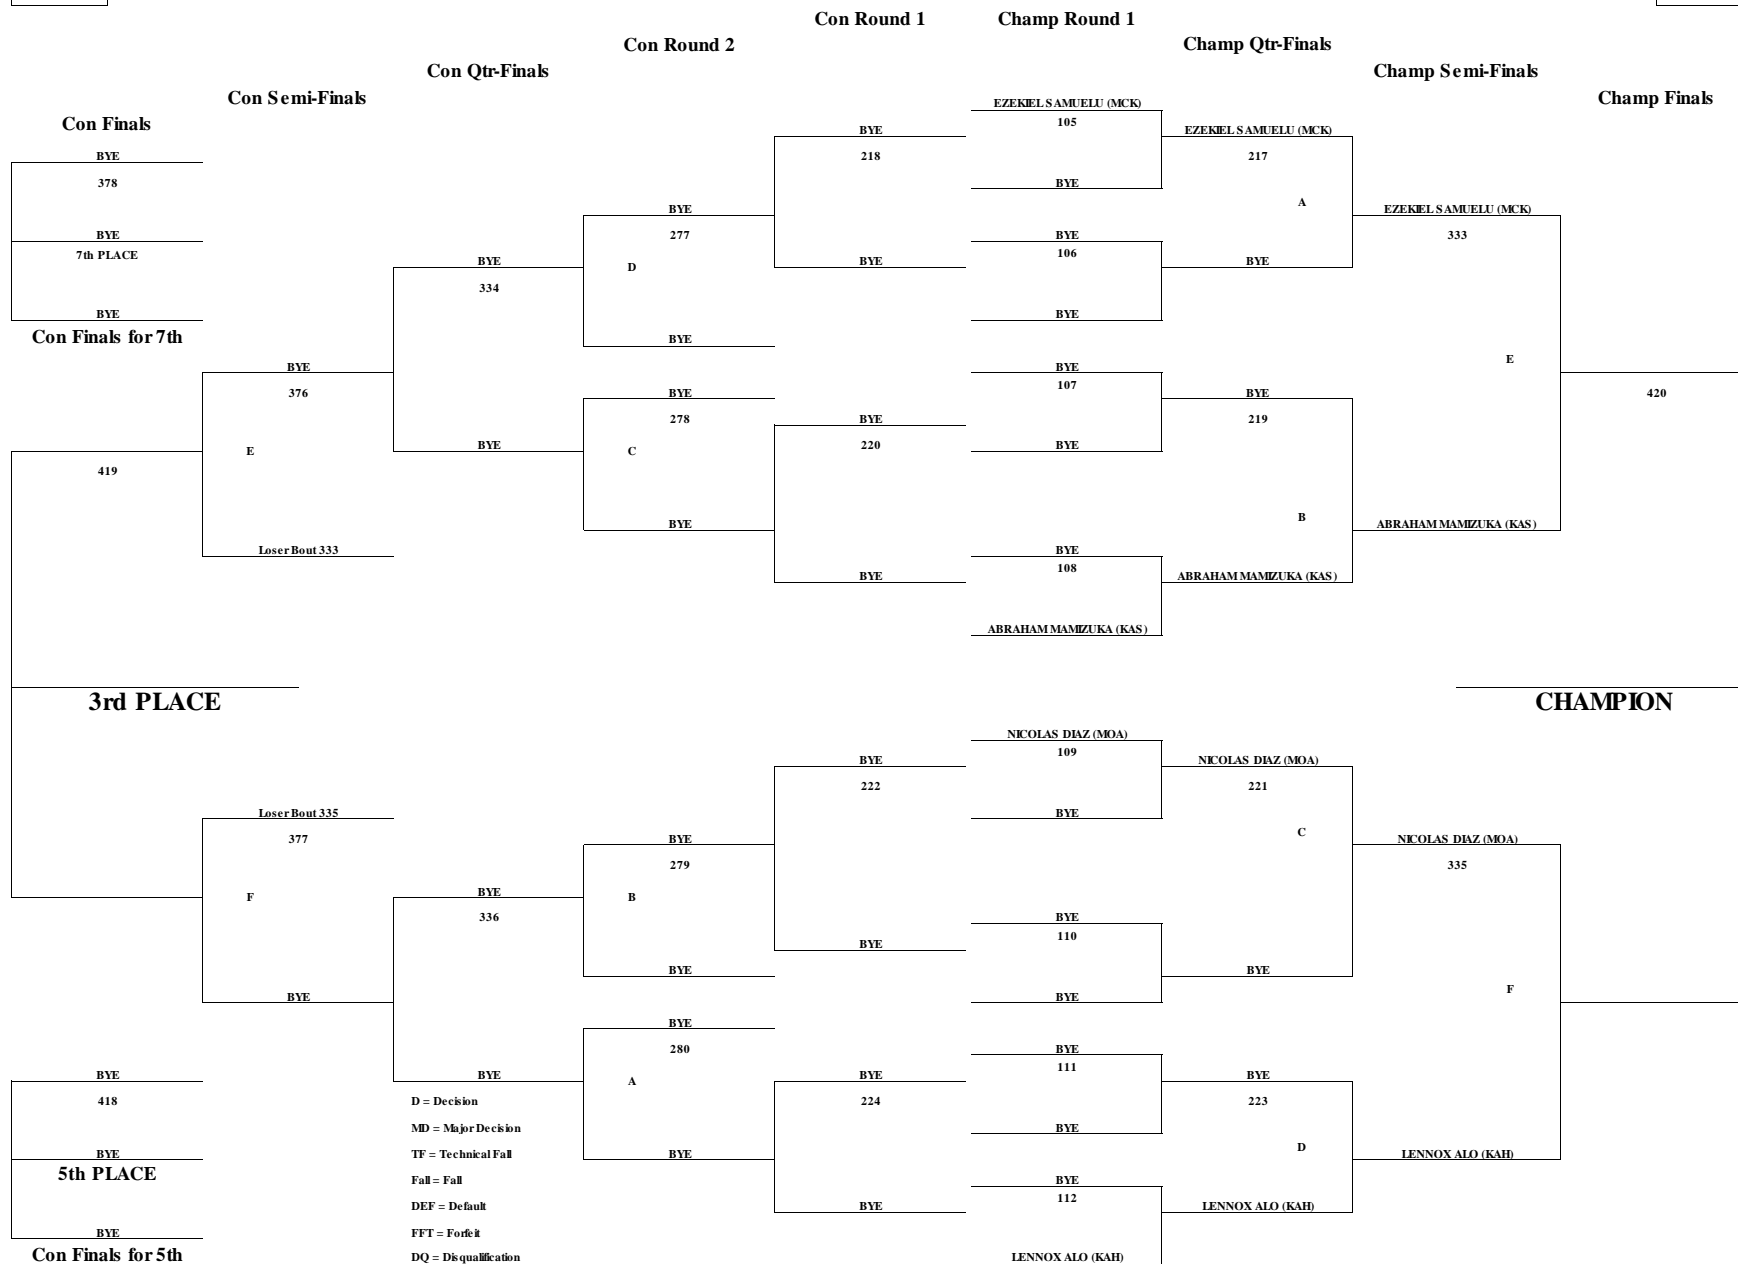 Con Round 1
Champ Round 1
Con Round 2
Champ Qtr-Finals
Con Qtr-Finals
Champ Semi-Finals
Con Semi-Finals
Champ Finals
Con Finals
EZEKIEL SAMUELU (MCK)
105
BYE
EZEKIEL SAMUELU (MCK)
BYE
218
217
378
BYE
A
BYE
EZEKIEL SAMUELU (MCK)
BYE
BYE
277
333
7th PLACE
106
BYE
D
BYE
BYE
334
BYE
BYE
Con Finals for 7th
BYE
E
BYE
BYE
107
376
BYE
BYE
420
278
BYE
219
E
BYE
C
220
BYE
419
B
BYE
ABRAHAM MAMIZUKA (KAS)
Loser Bout 333
BYE
108
BYE
ABRAHAM MAMIZUKA (KAS)
ABRAHAM MAMIZUKA (KAS)
3rd PLACE
CHAMPION
NICOLAS DIAZ (MOA)
109
BYE
NICOLAS DIAZ (MOA)
222
221
Loser Bout 335
BYE
C
377
BYE
NICOLAS DIAZ (MOA)
279
335
F
BYE
B
336
BYE
110
BYE
BYE
BYE
F
BYE
BYE
BYE
280
BYE
111
BYE
BYE
A
BYE
BYE
418
D = Decision
224
223
MD = Major Decision
BYE
D
BYE
TF = Technical Fall
BYE
LENNOX ALO (KAH)
5th PLACE
Fall = Fall
BYE
112
DEF = Default
BYE
LENNOX ALO (KAH)
BYE
FFT = Forfeit
Con Finals for 5th
DQ = Disqualification
LENNOX ALO (KAH)